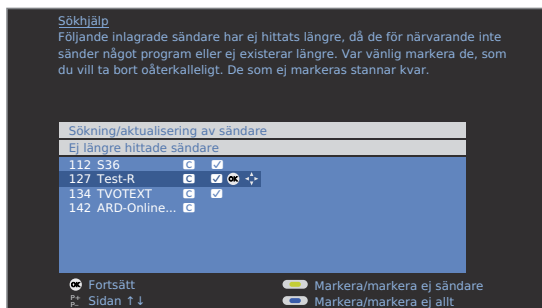 Sökhjälp
Följande inlagrade sändare har ej hittats längre, då de för närvarande inte
sänder något program eller ej existerar längre. Var vänlig markera de, som
du vill ta bort oåterkalleligt. De som ej markeras stannar kvar.
Sökning/aktualisering av sändare
Ej längre hittade sändare
112 S36 C
127 Test-R C OK
134 TVOTEXT C
142 ARD-Online... C
OK Fortsätt
Markera/markera ej sändare
P+ P- Sidan ↑↓
Markera/markera ej allt